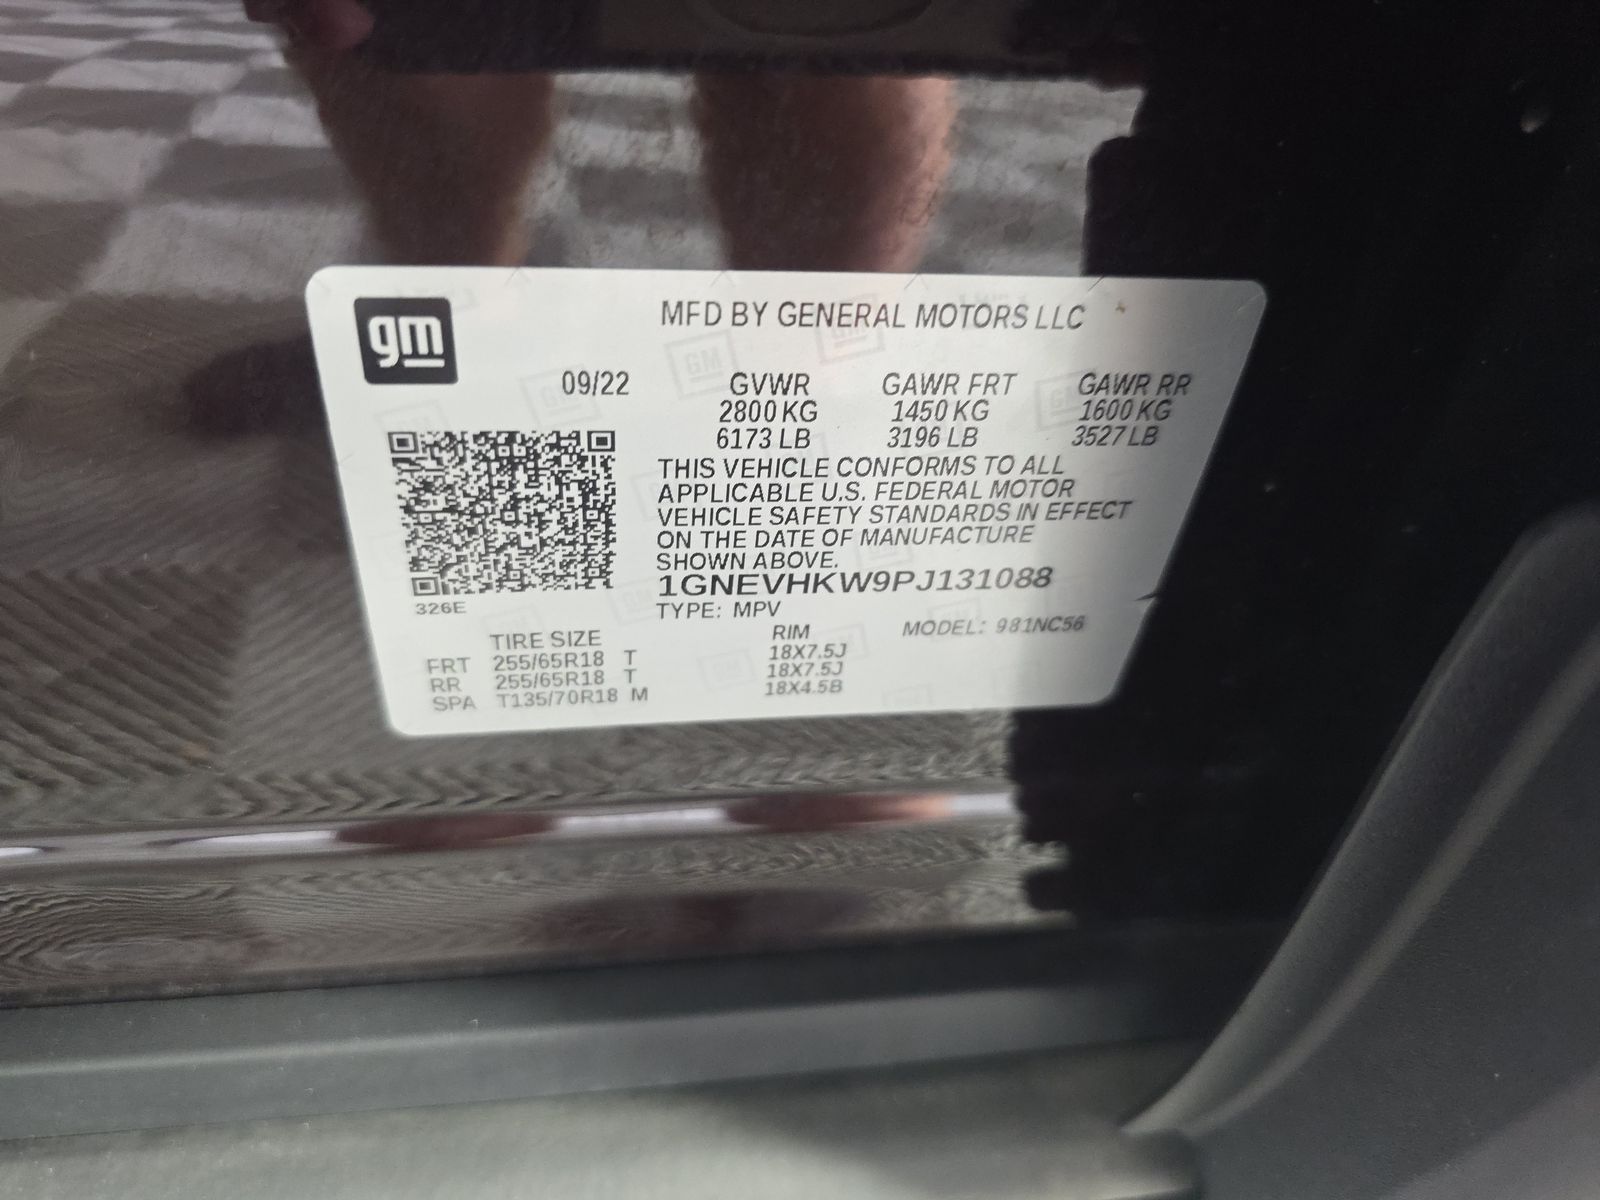 gm
MFD BY GENERAL MOTORS LLC
09/22 GVWR GAWR FRT GAWR RR
2800 KG 1450 KG 1600 KG
6173 LB 3196 LB 3527 LB
THIS VEHICLE CONFORMS TO ALL
APPLICABLE U.S. FEDERAL MOTOR
VEHICLE SAFETY STANDARDS IN EFFECT
ON THE DATE OF MANUFACTURE
SHOWN ABOVE.
1GNEVHKW9PJ131088
326E
TYPE: MPV
MODEL: 981NC56
TIRE SIZE RIM
FRT 255/65R18 T 18X7.5J
RR 255/65R18 T 18X7.5J
SPA T135/70R18 M 18X4.5B